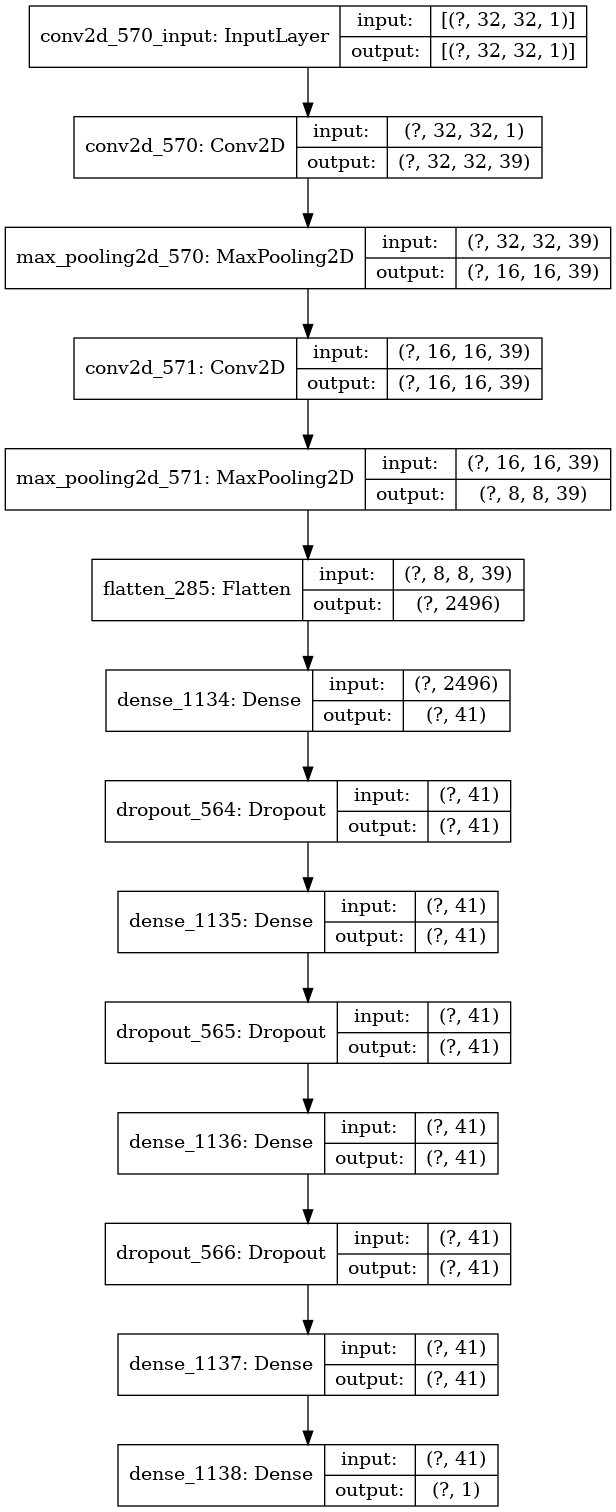 conv2d_570_input: InputLayer
input: [(?, 32, 32, 1)]
output: [(?, 32, 32, 1)]
conv2d_570: Conv2D
input: (?, 32, 32, 1)
output: (?, 32, 32, 39)
max_pooling2d_570: MaxPooling2D
input: (?, 32, 32, 39)
output: (?, 16, 16, 39)
conv2d_571: Conv2D
input: (?, 16, 16, 39)
output: (?, 16, 16, 39)
max_pooling2d_571: MaxPooling2D
input: (?, 16, 16, 39)
output: (?, 8, 8, 39)
flatten_285: Flatten
input: (?, 8, 8, 39)
output: (?, 2496)
dense_1134: Dense
input: (?, 2496)
output: (?, 41)
dropout_564: Dropout
input: (?, 41)
output: (?, 41)
dense_1135: Dense
input: (?, 41)
output: (?, 41)
dropout_565: Dropout
input: (?, 41)
output: (?, 41)
dense_1136: Dense
input: (?, 41)
output: (?, 41)
dropout_566: Dropout
input: (?, 41)
output: (?, 41)
dense_1137: Dense
input: (?, 41)
output: (?, 41)
dense_1138: Dense
input: (?, 41)
output: (?, 1)